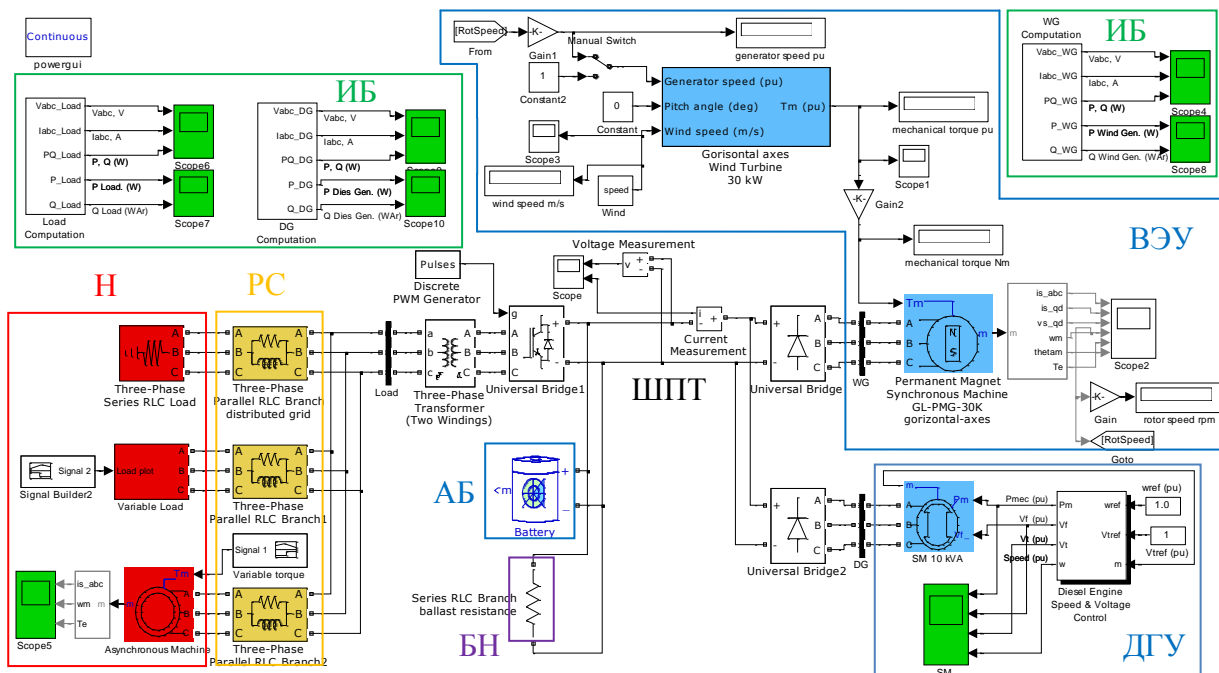 Continuous
powergui
ИБ
Vabc_Load
Iabc_Load
PQ_Load
P_Load
Q_Load
Vabc, V
Iabc, A
P, Q (W)
P Load. (W)
Q Load (WAr)
Scope6
Scope7
Load
Computation
Vabc_DG
Iabc_DG
PQ_DG
P_DG
Q_DG
Vabc, V
Iabc, A
P, Q (W)
P Dies Gen. (W)
Q Dies Gen. (WAr)
Scope10
DG
Computation
[RotSpeed]
From
-K-
Gain1
Manual Switch
generator speed pu
1
Constant2
0
Constant
Scope3
wind speed m/s
speed
Wind
Generator speed (pu)
Pitch angle (deg)
Wind speed (m/s)
Tm (pu)
Gorisontal axes
Wind Turbine
30 kW
mechanical torque pu
Scope1
-K-
Gain2
mechanical torque Nm
ВЭУ
WG
Computation
ИБ
Vabc_WG
Iabc_WG
PQ_WG
P_WG
Q_WG
Vabc, V
Iabc, A
P, Q (W)
P Wind Gen. (W)
Q Wind Gen. (WAr)
Scope4
Scope8
Н
РС
Pulses
Discrete
PWM Generator
Voltage Measurement
Scope
v
+
-
i
+
-
Current
Measurement
A
B
C
Three-Phase
Series RLC Load
A
B
C
A
B
C
Three-Phase
Parallel RLC Branch
distributed grid
Load
a
b
c
A
B
C
Three-Phase
Transformer
(Two Windings)
g
A
B
C
+
-
Universal Bridge1
ШПТ
+
-
A
B
C
Universal Bridge
WG
Tm
A
B
C
N
S
m
Permanent Magnet
Synchronous Machine
GL-PMG-30K
gorizontal-axes
m
is_abc
is_qd
vs_qd
wm
thetam
Te
Scope2
-K-
Gain
rotor speed rpm
[RotSpeed]
Goto
Signal 2
Signal Builder2
Load plot
A
B
C
Variable Load
A
B
C
A
B
C
Three-Phase
Parallel RLC Branch1
АБ
<m
+
-
Battery
Signal 1
Variable torque
is_abc
wm
Te
m
Scope5
Tm
m
A
B
C
Asynchronous Machine
A
B
C
A
B
C
Three-Phase
Parallel RLC Branch2
Series RLC Branch
ballast resistance
БН
+
-
A
B
C
Universal Bridge2
DG
m
A
B
C
Pm
Vf_
SM 10 kVA
Pmec (pu)
Vf (pu)
Vt (pu)
Speed (pu)
Pm
Vf
Vt
w
wref
Vtref
m
Diesel Engine
Speed & Voltage
Control
wref (pu)
1.0
1
Vtref (pu)
SM
ДГУ